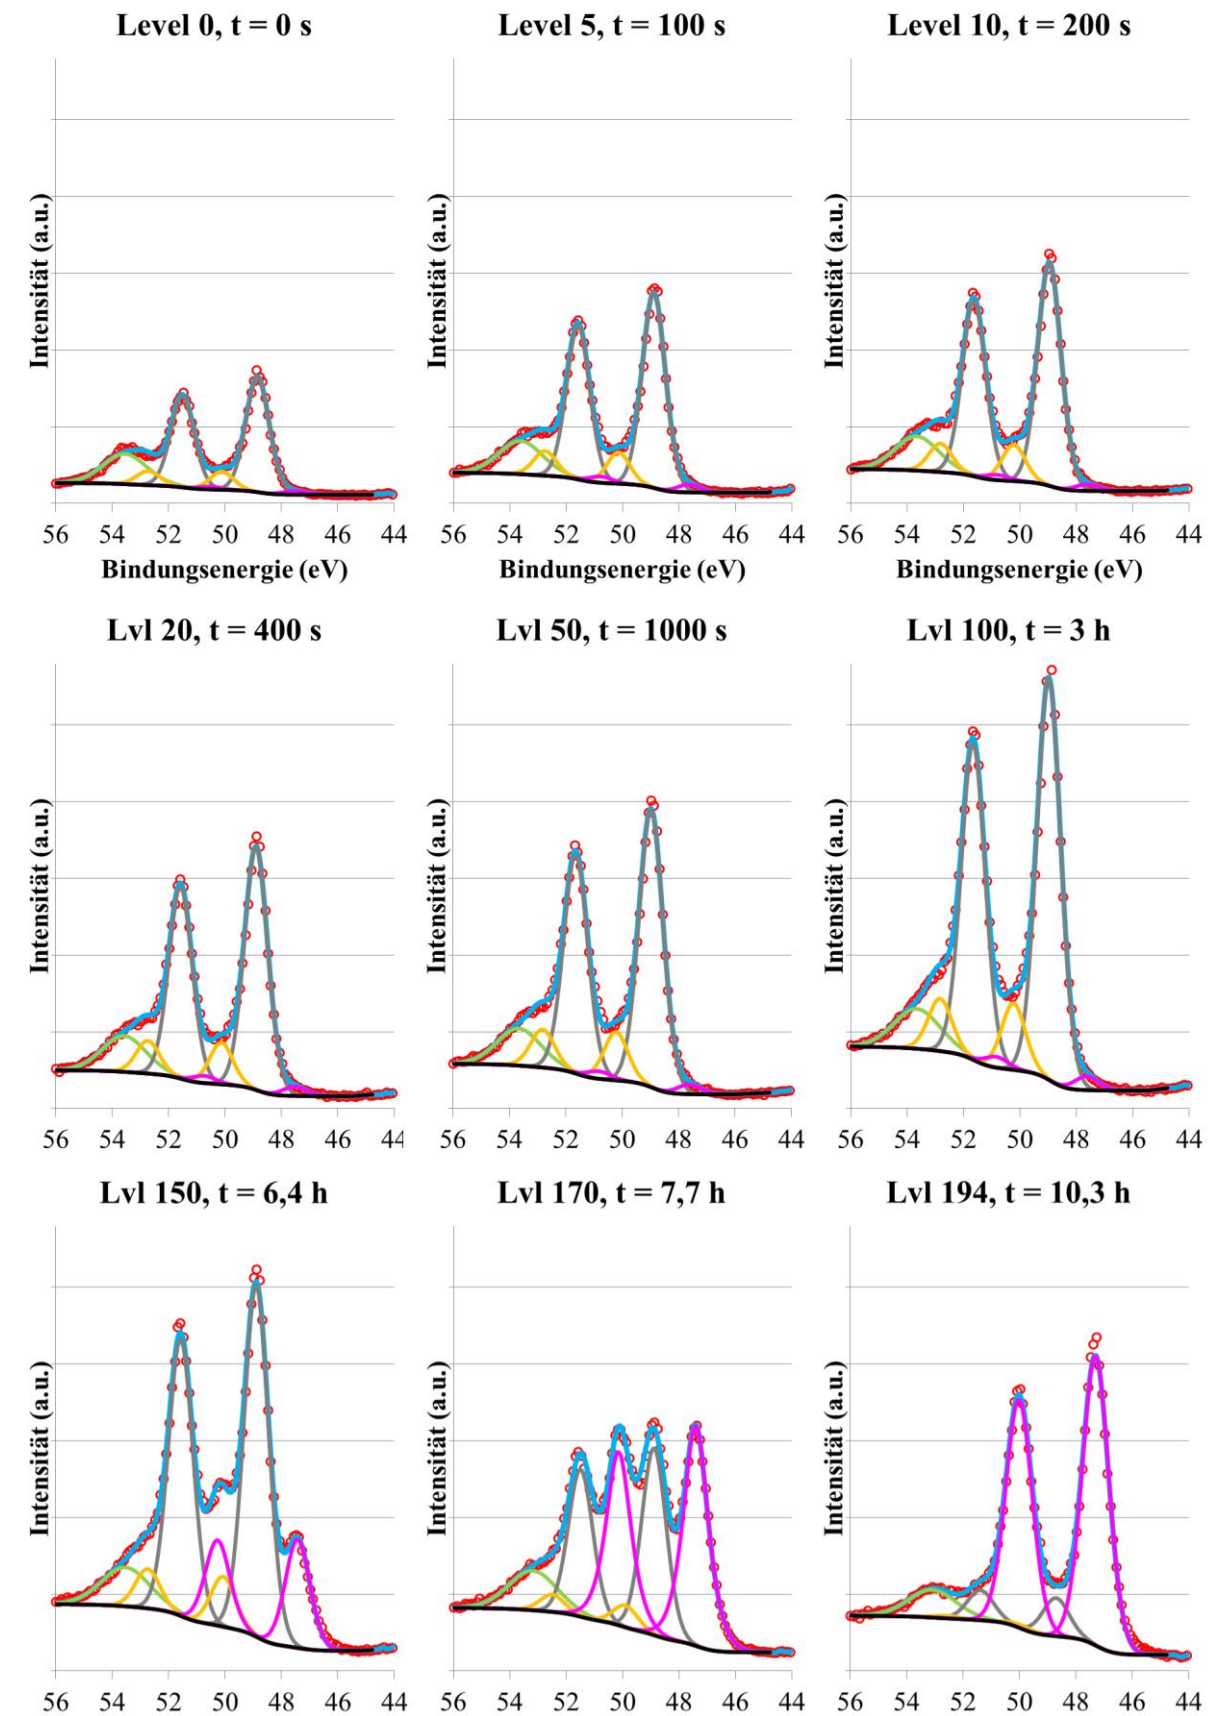 Level 0, t = 0 s
Level 5, t = 100 s
Level 10, t = 200 s
Intensität (a.u.)
Intensität (a.u.)
Intensität (a.u.)
56 54 52 50 48 46 44
56 54 52 50 48 46 44
56 54 52 50 48 46 44
Bindungsenergie (eV)
Bindungsenergie (eV)
Bindungsenergie (eV)
Lvl 20, t = 400 s
Lvl 50, t = 1000 s
Lvl 100, t = 3 h
Intensität (a.u.)
Intensität (a.u.)
Intensität (a.u.)
56 54 52 50 48 46 44
56 54 52 50 48 46 44
56 54 52 50 48 46 44
Lvl 150, t = 6,4 h
Lvl 170, t = 7,7 h
Lvl 194, t = 10,3 h
Intensität (a.u.)
Intensität (a.u.)
Intensität (a.u.)
56 54 52 50 48 46 44
56 54 52 50 48 46 44
56 54 52 50 48 46 44